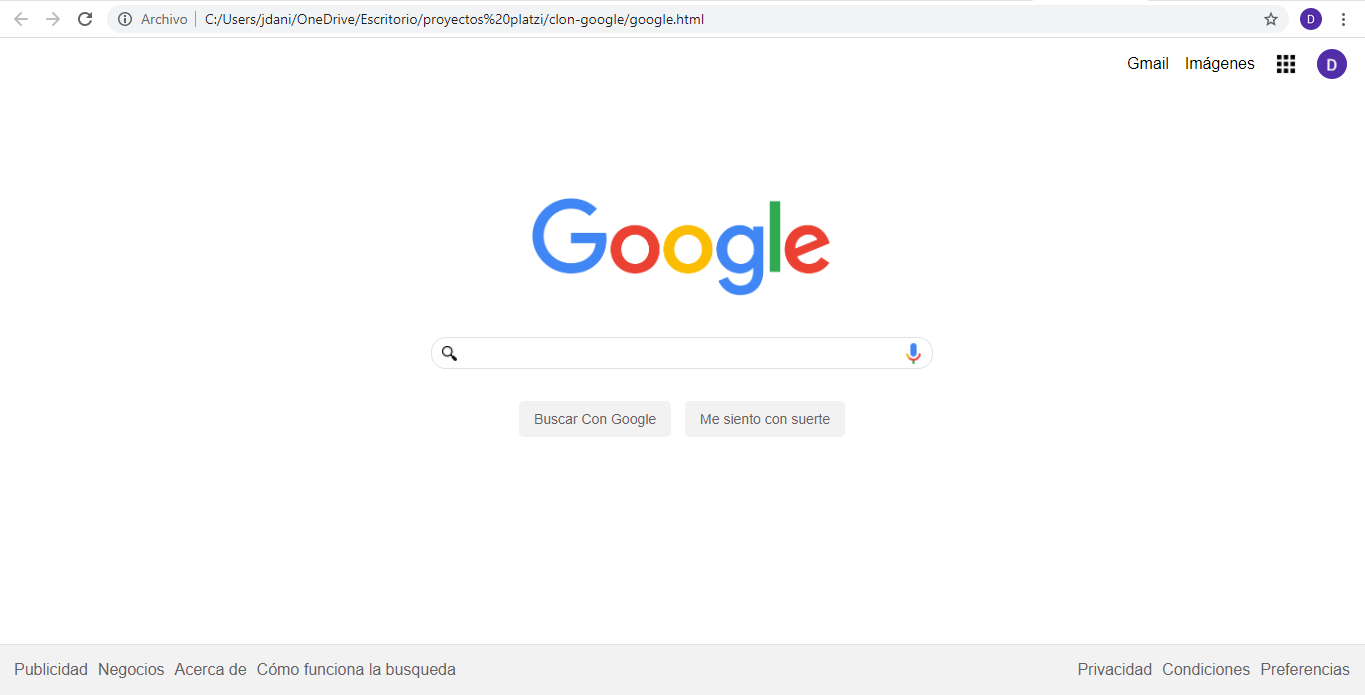 Archivo C:/Users/jdani/OneDrive/Escritorio/proyectos%20platzi/clon-google/google.html D
Gmail Imágenes D
Google
Buscar Con Google Me siento con suerte
Publicidad Negocios Acerca de Cómo funciona la busqueda Privacidad Condiciones Preferencias